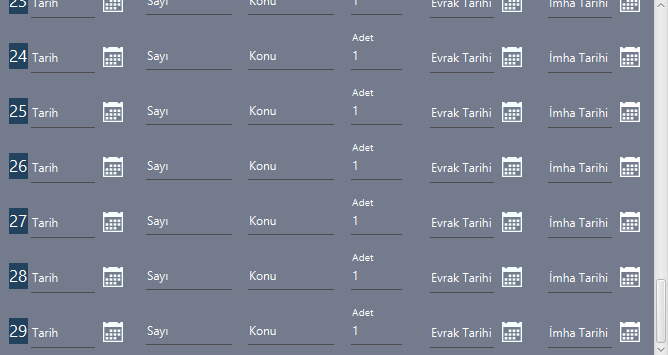 23 Tarih Sayı Konu 1 Evrak Tarihi İmha Tarihi
Adet
24 Tarih Sayı Konu 1 Evrak Tarihi İmha Tarihi
Adet
25 Tarih Sayı Konu 1 Evrak Tarihi İmha Tarihi
Adet
26 Tarih Sayı Konu 1 Evrak Tarihi İmha Tarihi
Adet
27 Tarih Sayı Konu 1 Evrak Tarihi İmha Tarihi
Adet
28 Tarih Sayı Konu 1 Evrak Tarihi İmha Tarihi
Adet
29 Tarih Sayı Konu 1 Evrak Tarihi İmha Tarihi